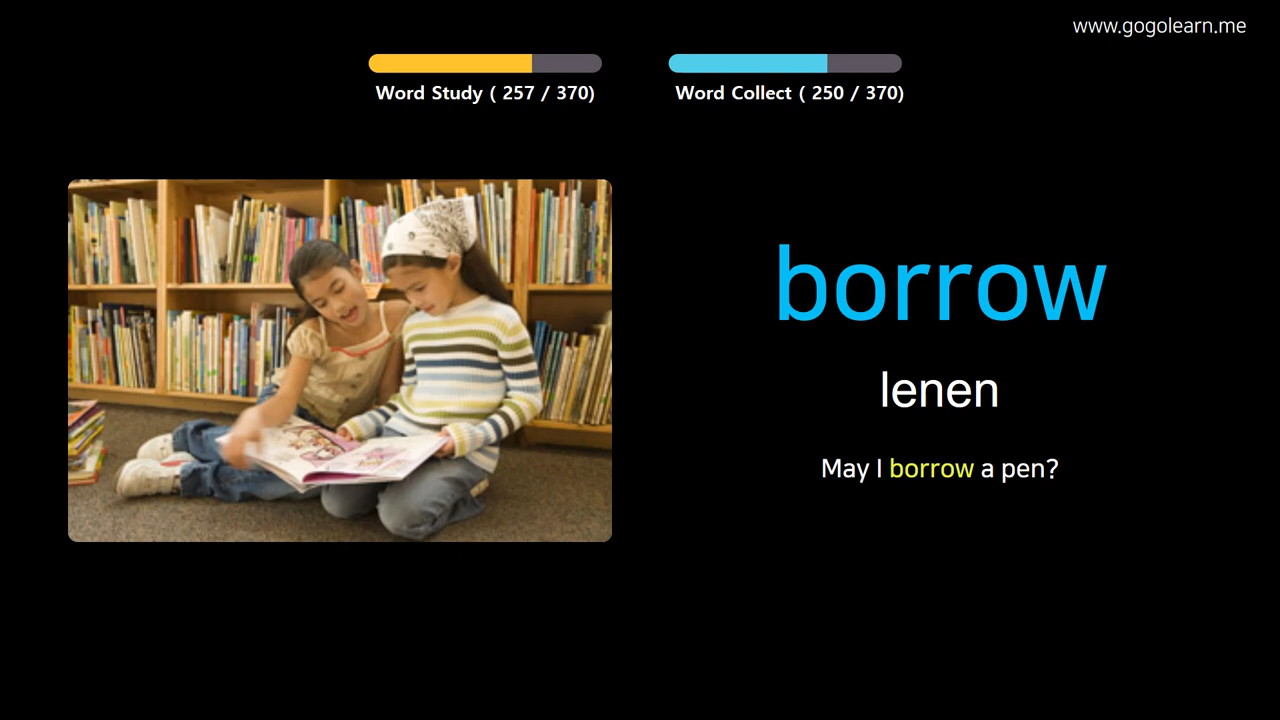 www.gogolearn.me
Word Study ( 257 / 370)
Word Collect ( 250 / 370)
borrow
lenen
May I borrow a pen?